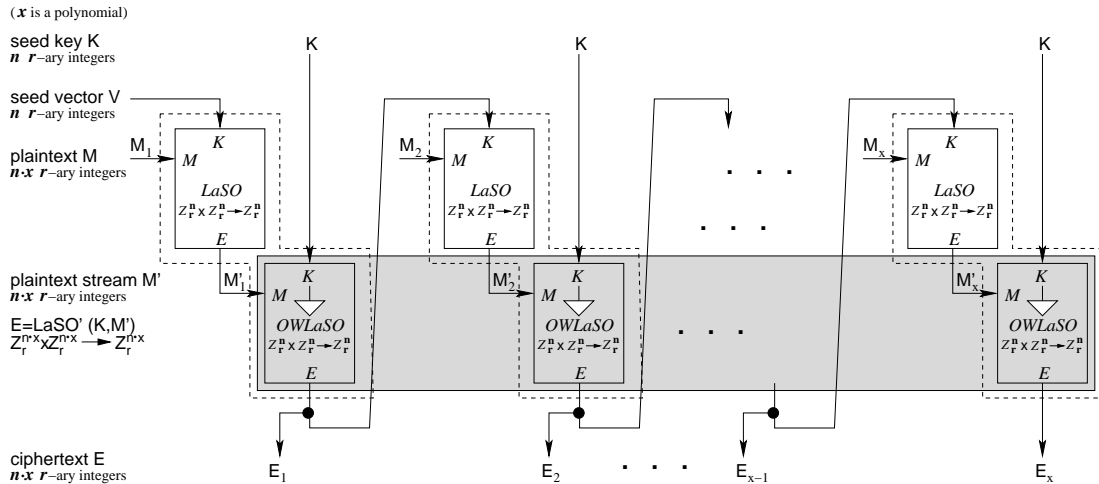 ( x is a polynomial)
seed key K
n r-ary integers
K
K
K
seed vector V
n r-ary integers
plaintext M
n·x r-ary integers
M1
K
M
LaSO
Z_r^n x Z_r^n → Z_r^n
E
M2
K
M
LaSO
Z_r^n x Z_r^n → Z_r^n
E
. . .
. . .
Mx
K
M
LaSO
Z_r^n x Z_r^n → Z_r^n
E
plaintext stream M'
n·x r-ary integers
E=LaSO' (K,M')
Z_r^n·x x Z_r^n·x → Z_r^n·x
M'1
K
M
OWLaSO
Z_r^n x Z_r^n → Z_r^n
E
M'2
K
M
OWLaSO
Z_r^n x Z_r^n → Z_r^n
E
. . .
M'x
K
M
OWLaSO
Z_r^n x Z_r^n → Z_r^n
E
ciphertext E
n·x r-ary integers
E1
E2
. . .
Ex-1
Ex